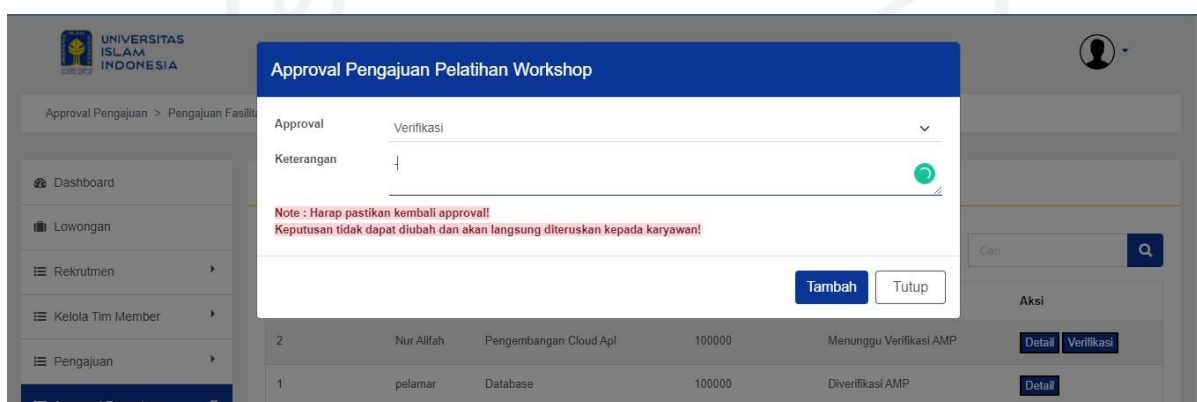 UNIVERSITAS
ISLAM
INDONESIA
Approval Pengajuan Pelatihan Workshop
Approval Pengajuan > Pengajuan
Approval
Verifikasi
Keterangan
-
Note : Harap pastikan kembali approval!
Keputusan tidak dapat diubah dan akan langsung diteruskan kepada karyawan!
Tambah
Tutup
Dashboard
Lowongan
Rekrutmen
Kelola Tim Member
Pengajuan
Cari
Aksi
2 Nur Alifah Pengembangan Cloud ApI 100000 Menunggu Verifikasi AMP Detail Verifikasi
1 pelamar Database 100000 Diverifikasi AMP Detail